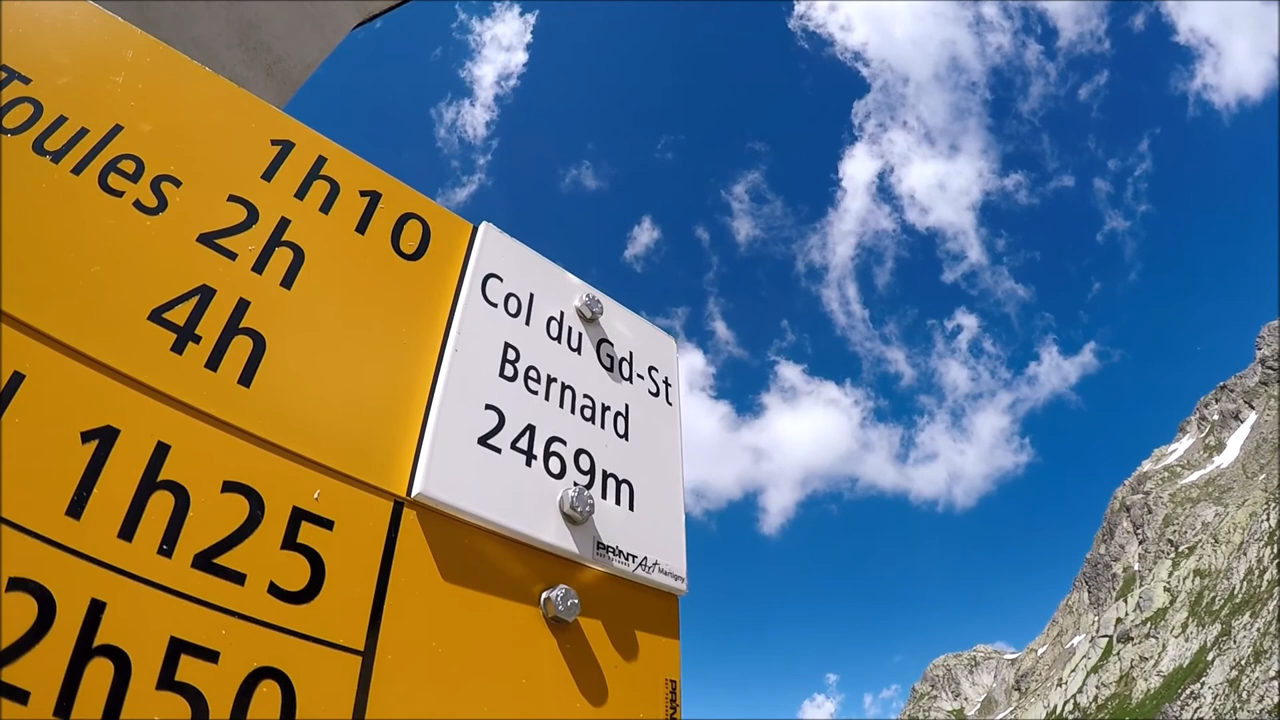 1h10
Toules 2h
4h
Col du Gd-St
Bernard
2469m
PRiNT Art Martigny
1h25
2h50